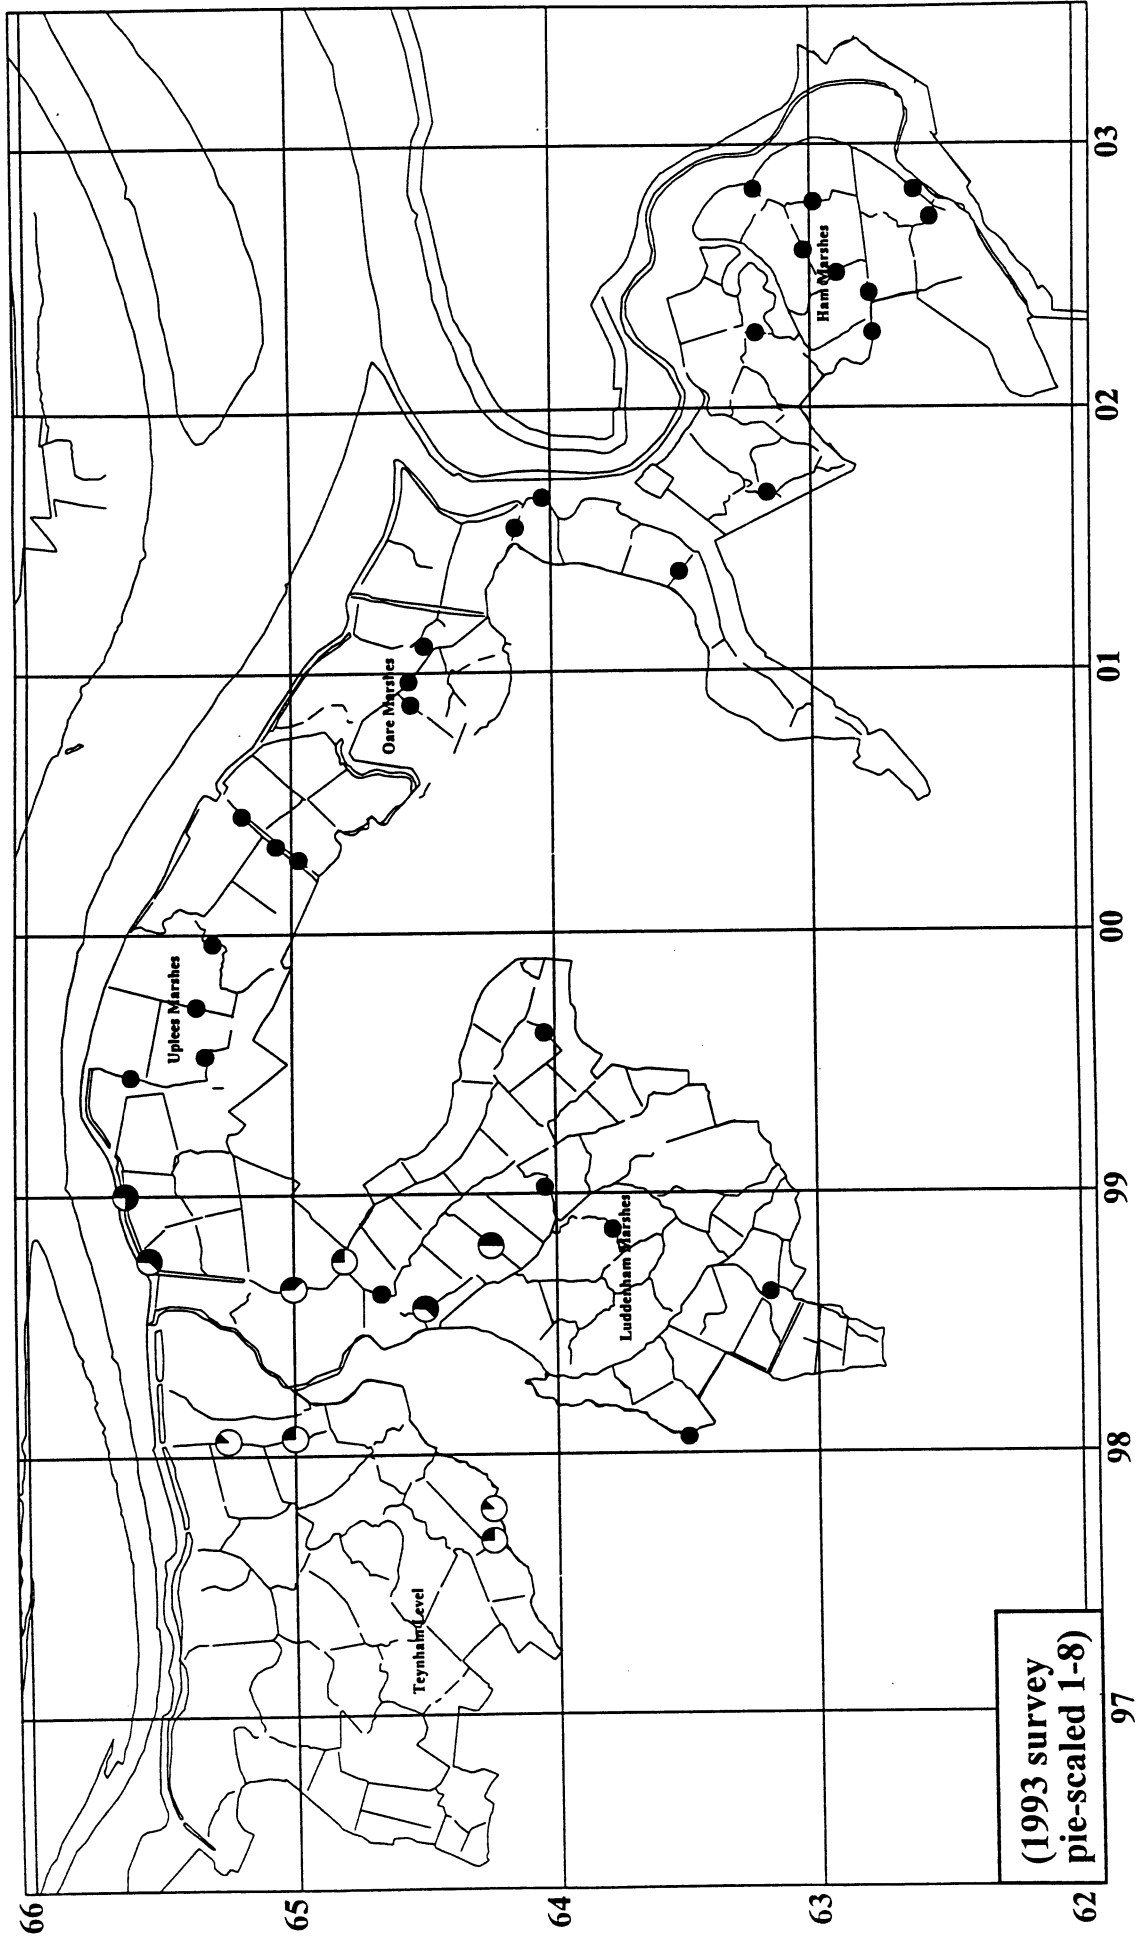 66
65
64
63
62
97
98
99
00
01
02
03
Teynham Level
Luddenham Marshes
Uplees Marshes
Oare Marshes
Ham Marshes
(1993 survey
pie-scaled 1-8)